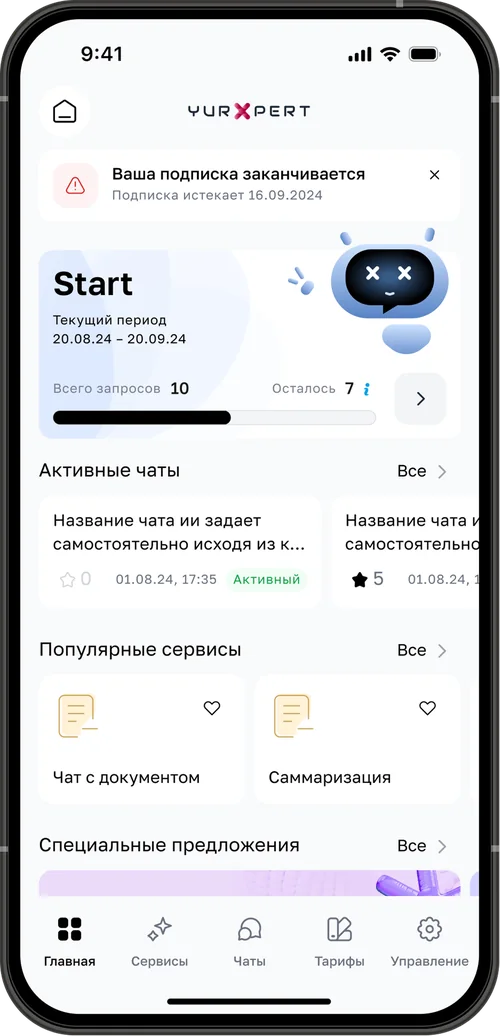 9:41
YURXPERT
Ваша подписка заканчивается
Подписка истекает 16.09.2024
Start
Текущий период
20.08.24 – 20.09.24
Всего запросов 10
Осталось 7 i
Активные чаты
Все
Название чата ии задает
самостоятельно исходя из к...
0 01.08.24, 17:35 Активный
Название чата и
самостоятельно
5 01.08.24, 1
Популярные сервисы
Все
Чат с документом
Саммаризация
Специальные предложения
Все
Главная
Сервисы
Чаты
Тарифы
Управление